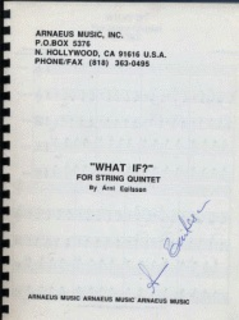 ARNAEUS MUSIC, INC.
P.O.BOX 5376
N. HOLLYWOOD, CA 91616 U.S.A.
PHONE/FAX (818) 363-0495
"WHAT IF?"
FOR STRING QUINTET
By Arni Egilsson
ARNAEUS MUSIC ARNAEUS MUSIC ARNAEUS MUSIC